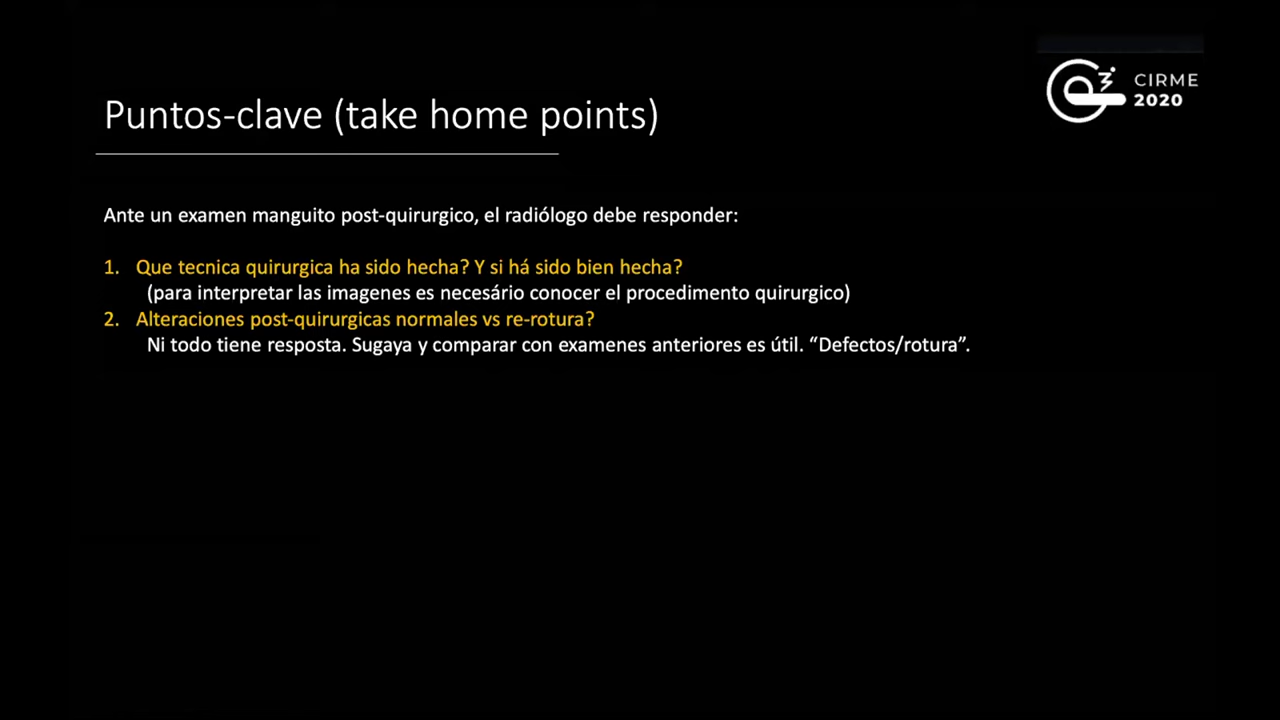 CIRME
2020
Puntos-clave (take home points)
Ante un examen manguito post-quirurgico, el radiólogo debe responder:
1. Que tecnica quirurgica ha sido hecha? Y si há sido bien hecha?
(para interpretar las imagenes es necesário conocer el procedimento quirurgico)
2. Alteraciones post-quirurgicas normales vs re-rotura?
Ni todo tiene resposta. Sugaya y comparar con examenes anteriores es útil. “Defectos/rotura”.